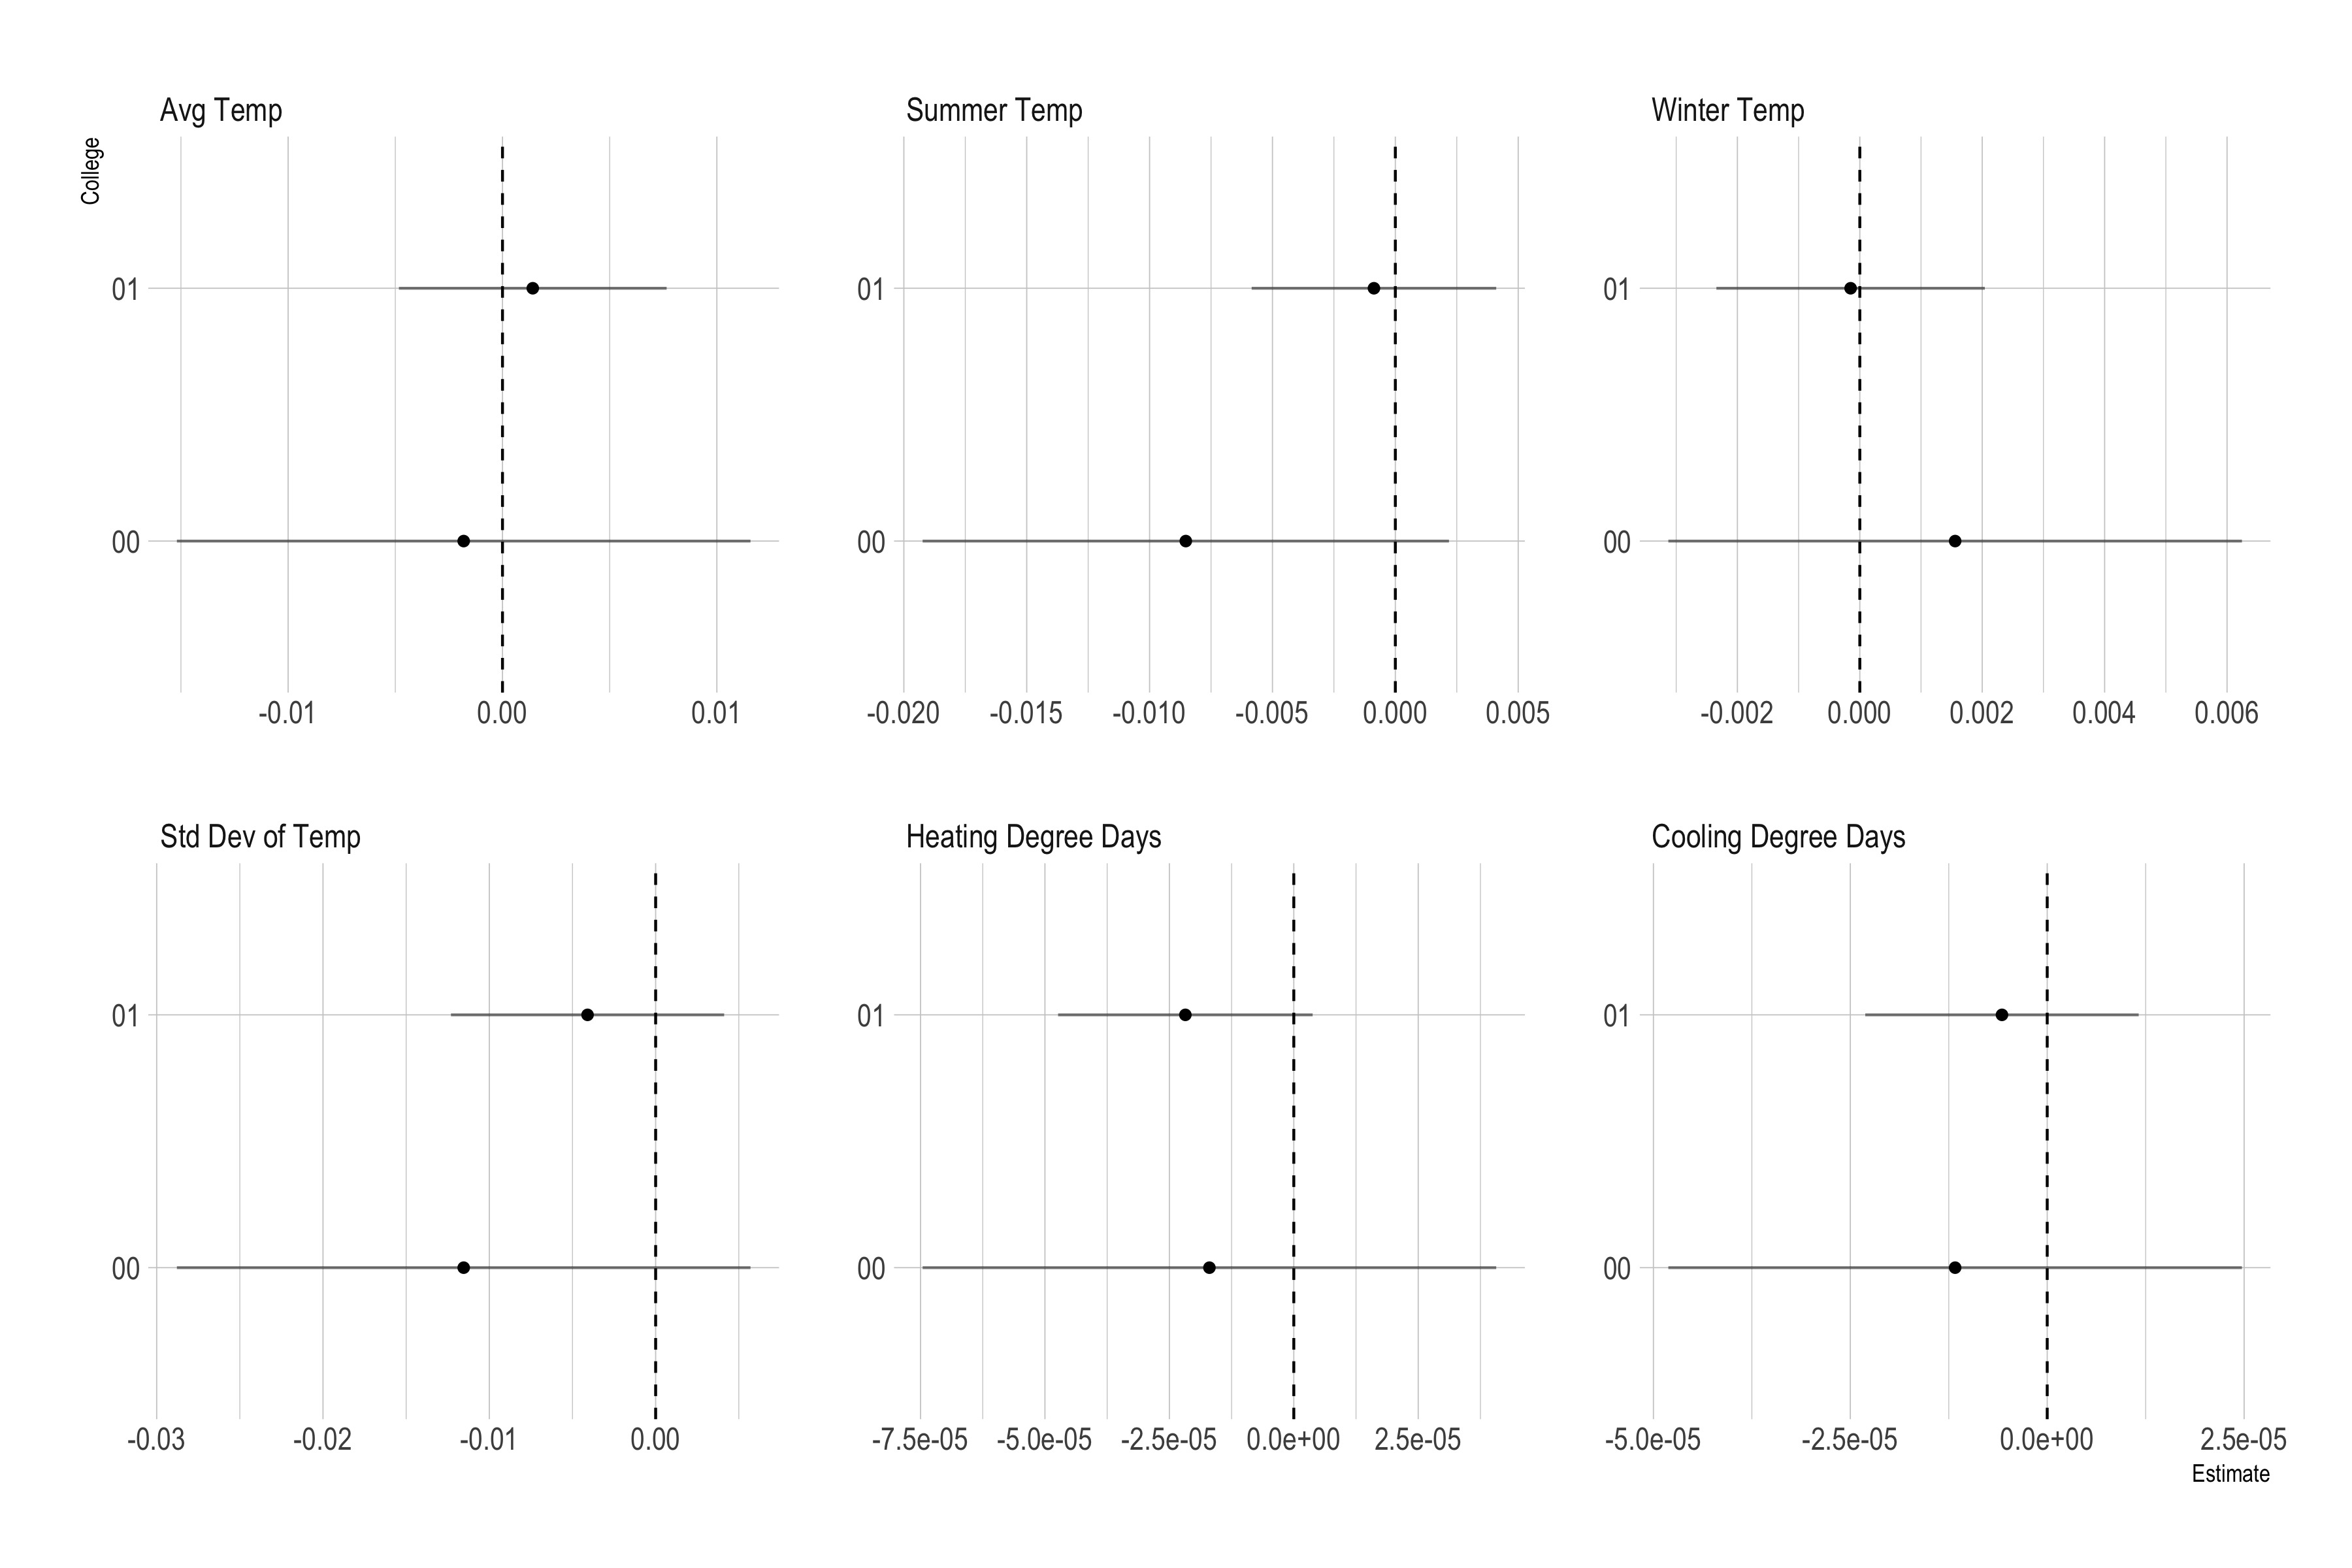 Avg Temp
Summer Temp
Winter Temp
College
01
01
01
00
00
00
-0.01 0.00 0.01
-0.020 -0.015 -0.010 -0.005 0.000 0.005
-0.002 0.000 0.002 0.004 0.006
Std Dev of Temp
Heating Degree Days
Cooling Degree Days
01
01
01
00
00
00
-0.03 -0.02 -0.01 0.00
-7.5e-05 -5.0e-05 -2.5e-05 0.0e+00 2.5e-05
-5.0e-05 -2.5e-05 0.0e+00 2.5e-05
Estimate